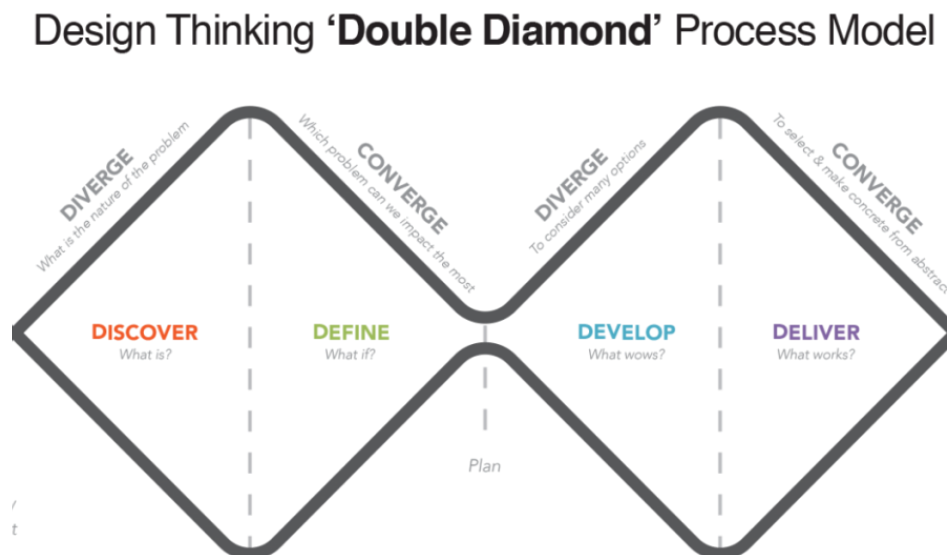 Design Thinking ‘Double Diamond’ Process Model
DIVERGE
What is the nature of the problem
CONVERGE
Which problem can we impact the most
DIVERGE
To consider many options
CONVERGE
To select & make concrete from abstract
DISCOVER
What is?
DEFINE
What if?
DEVELOP
What wows?
DELIVER
What works?
Plan